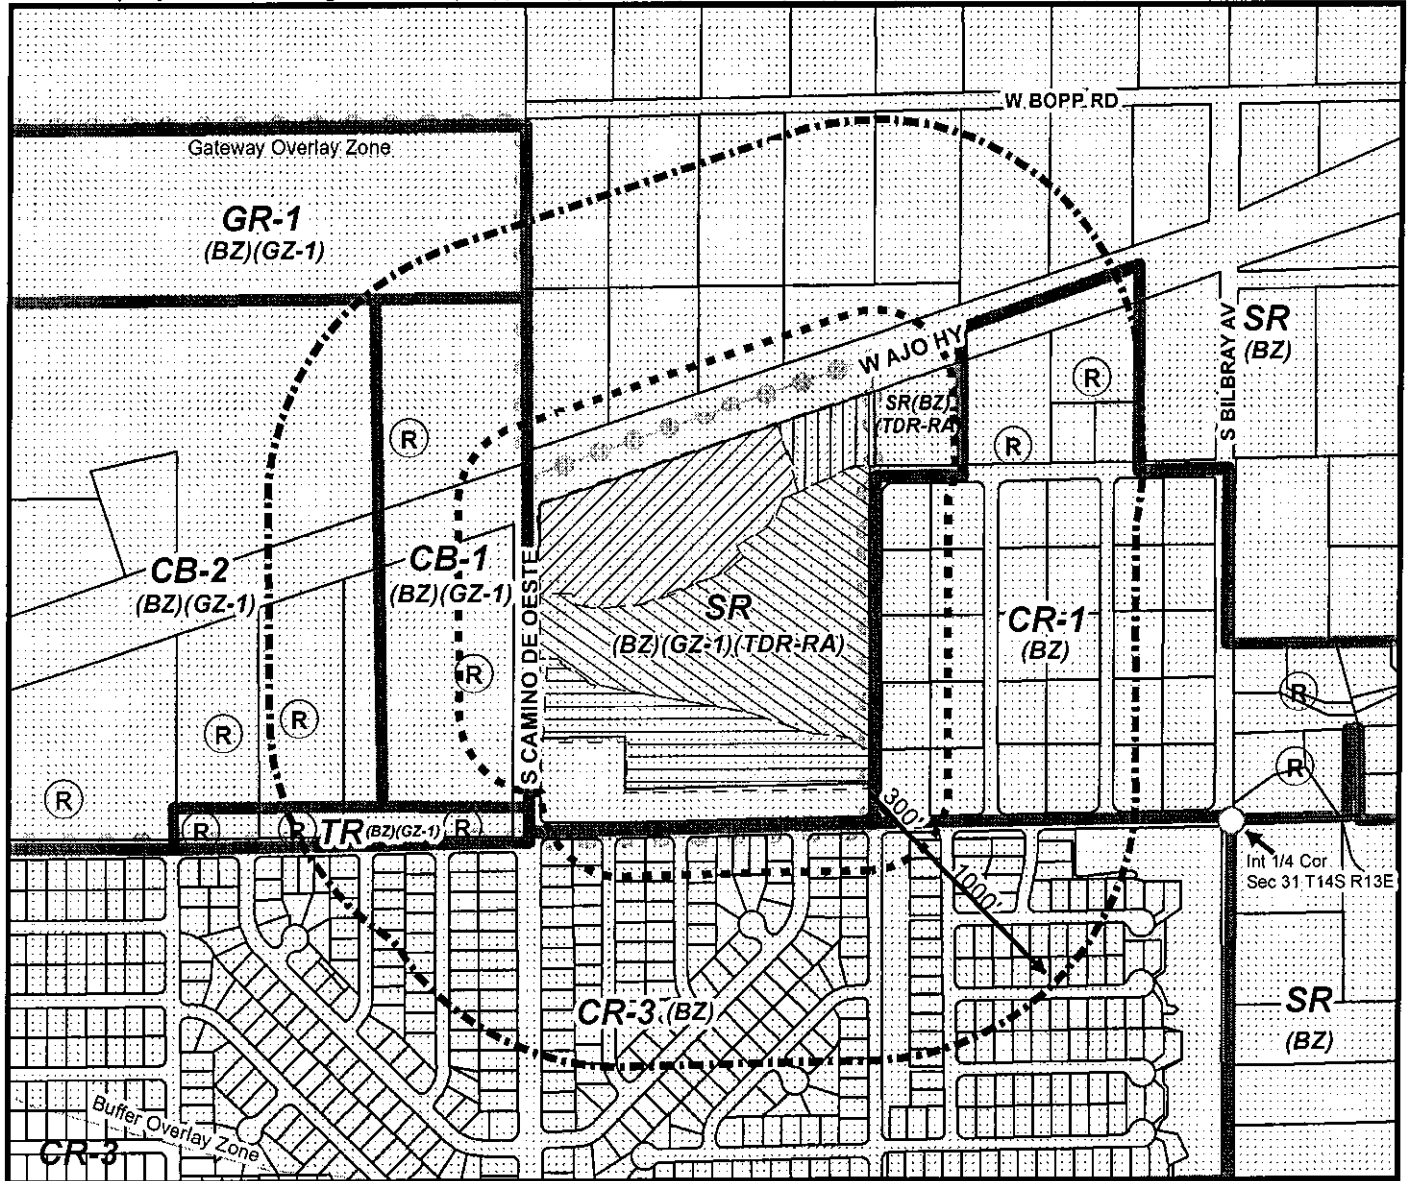 W BOPP RD
Gateway Overlay Zone
GR-1
(BZ)(GZ-1)
W AJO HY
SR
(BZ)
S BILBRAY AV
R
R
R
SR(BZ)
(TDR-RA
CB-2
(BZ)(GZ-1)
CB-1
(BZ)(GZ-1)
S CAMINO DE OESTE
SR
(BZ)(GZ-1)(TDR-RA)
CR-1
(BZ)
R
R
R
R
R
R
R
R
R
TR (BZ)(GZ-1)
300'
1000'
Int 1/4 Cor
Sec 31 T14S R13E
CR-3 (BZ)
SR
(BZ)
Buffer Overlay Zone
CR-3